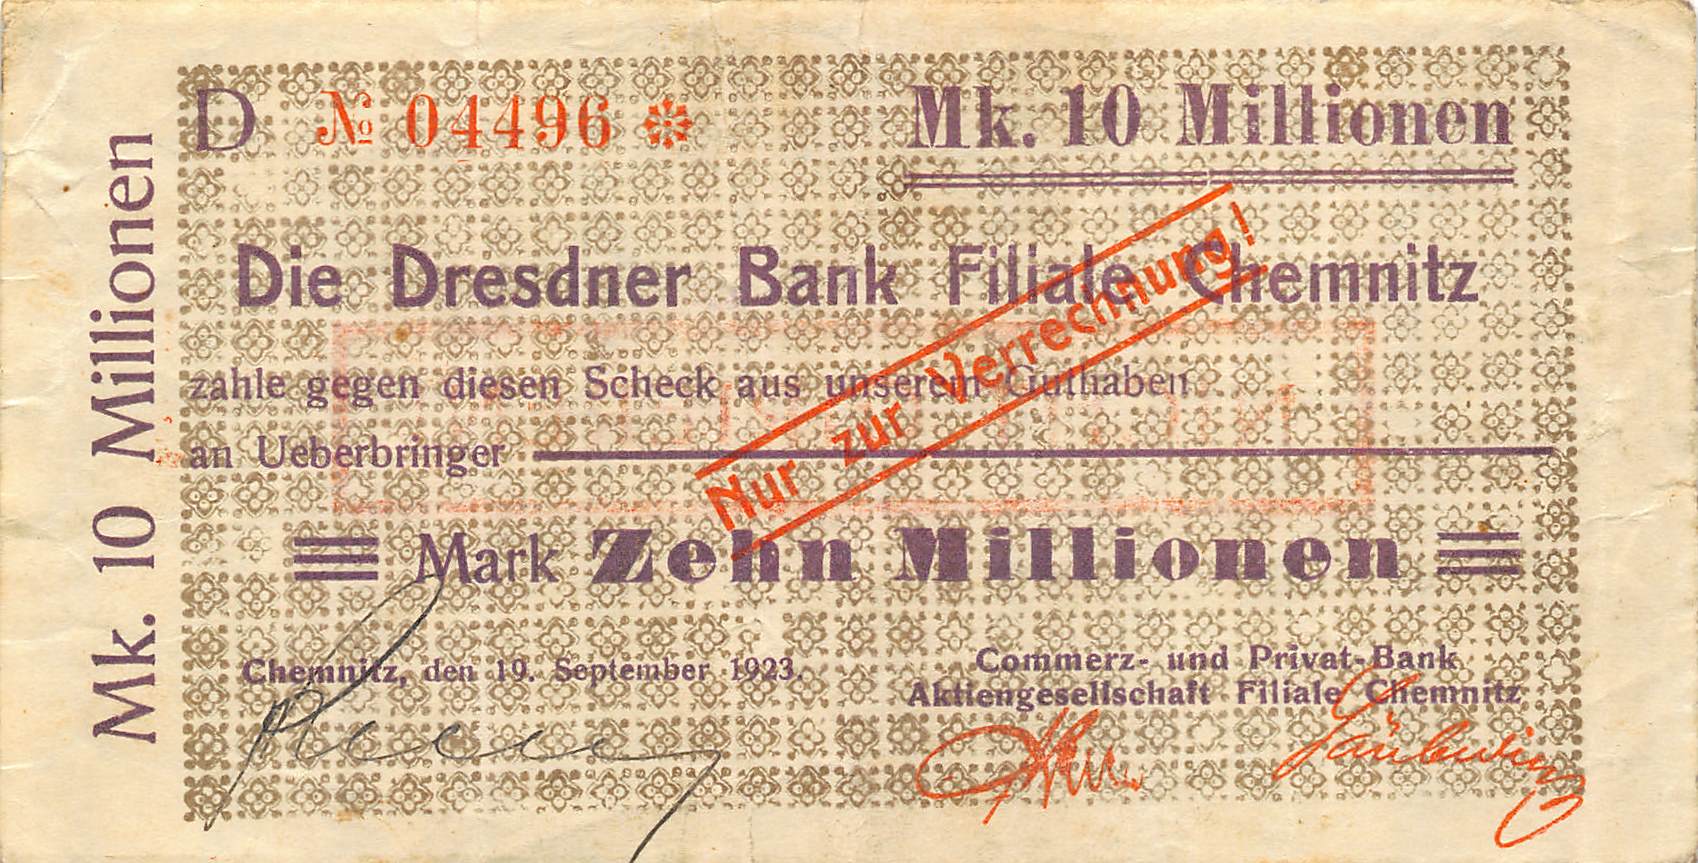 Mk. 10 Millionen
D № 04496 *
Mk. 10 Millionen
Die Dresdner Bank Filiale Chemnitz
zahle gegen diesen Scheck aus unserem Guthaben
an Ueberbringer
Nur zur Verrechnung!
Mark Zehn Millionen
Chemnitz, den 19. September 1923.
Commerz- und Privat-Bank
Aktiengesellschaft Filiale Chemnitz